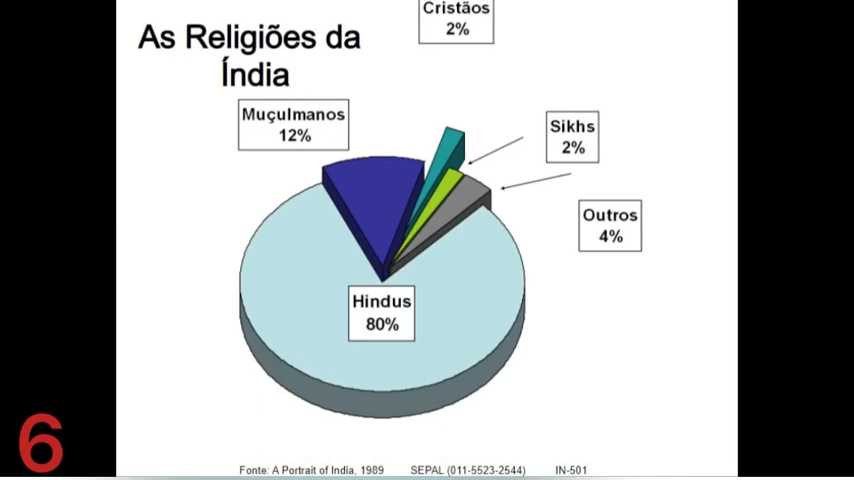 Cristãos
2%
As Religiões da
Índia
Muçulmanos
12%
Sikhs
2%
Outros
4%
Hindus
80%
6
Fonte: A Portrait of India, 1989 SEPAL (011-5523-2544) IN-501